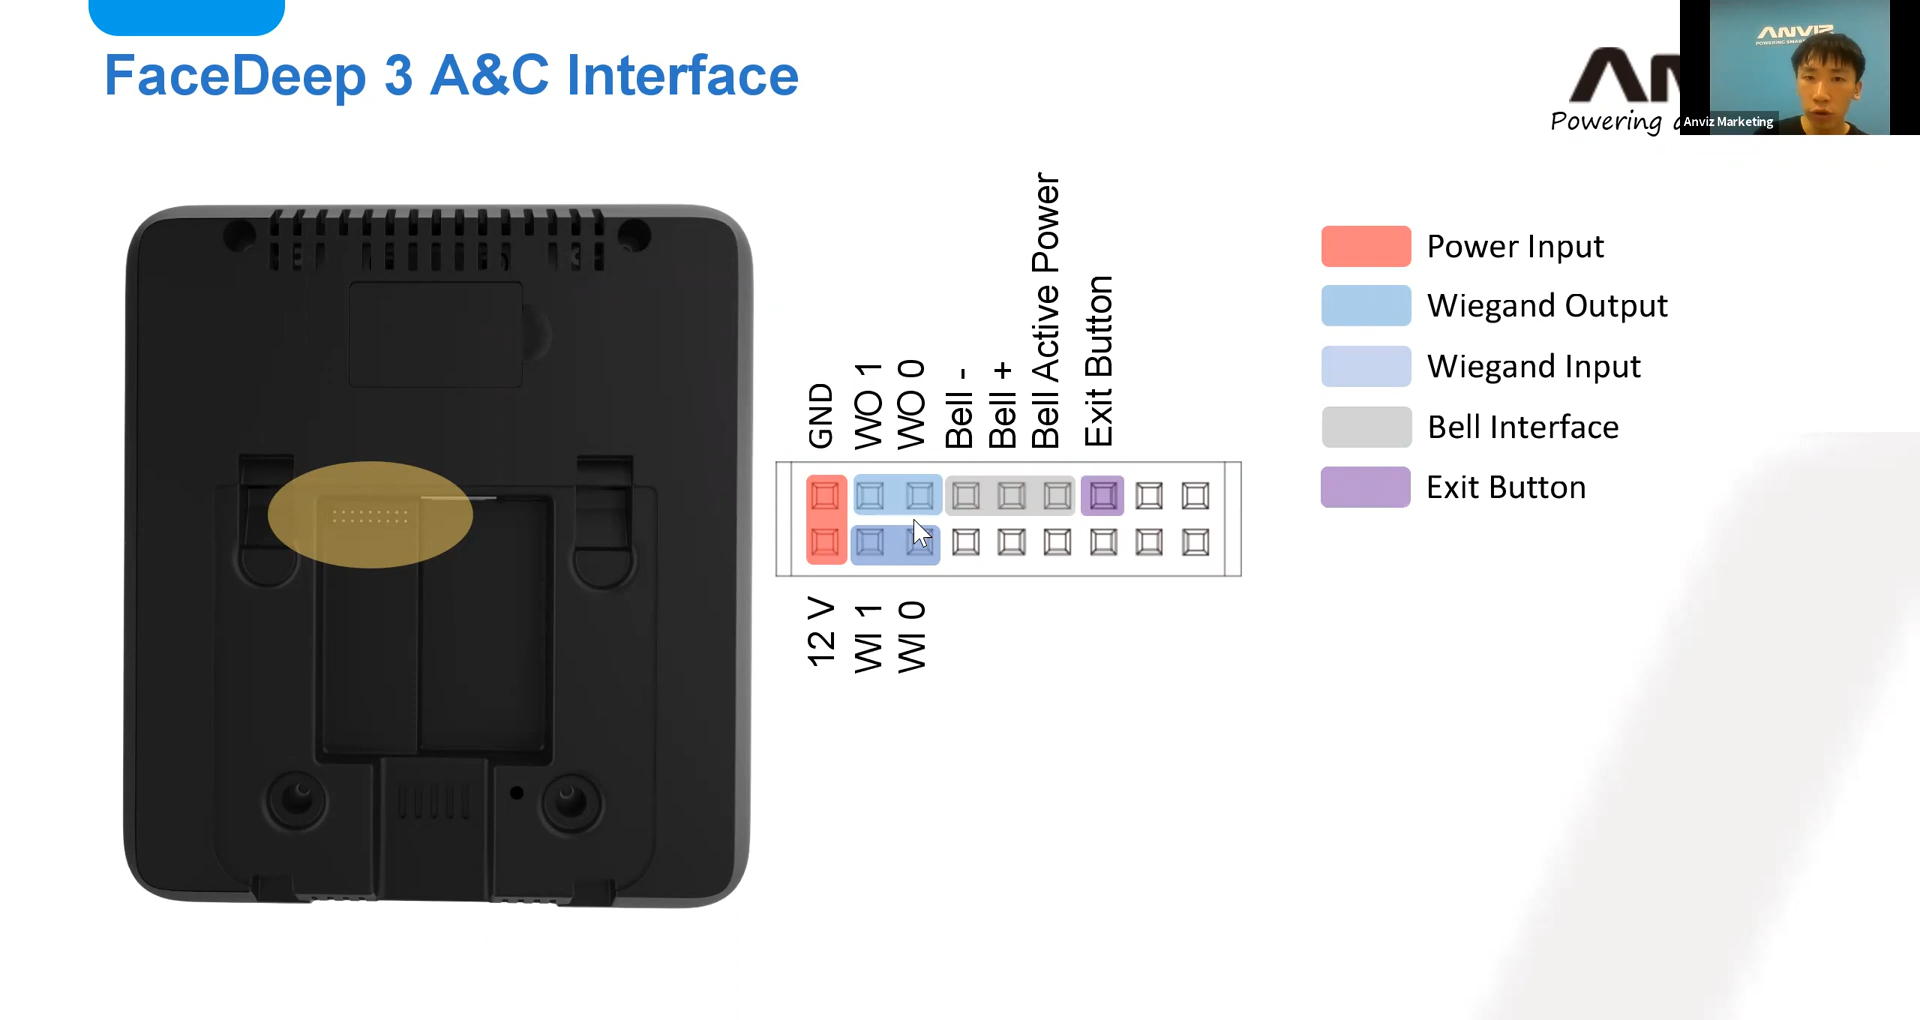 FaceDeep 3 A&C Interface
Powering
ANVIZ
Anviz Marketing
GND
WO 1
WO 0
Bell -
Bell +
Bell Active Power
Exit Button
12 V
WI 1
WI 0
Power Input
Wiegand Output
Wiegand Input
Bell Interface
Exit Button